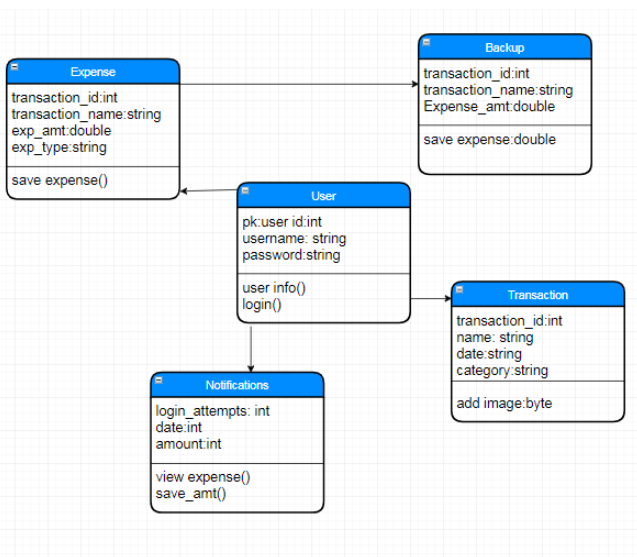 Expense
transaction_id:int
transaction_name:string
exp_amt:double
exp_type:string
save expense()
Backup
transaction_id:int
transaction_name:string
Expense_amt:double
save expense:double
User
pk:user id:int
username: string
password:string
user info()
login()
Transaction
transaction_id:int
name: string
date:string
category:string
add image:byte
Notifications
login_attempts: int
date:int
amount:int
view expense()
save_amt()